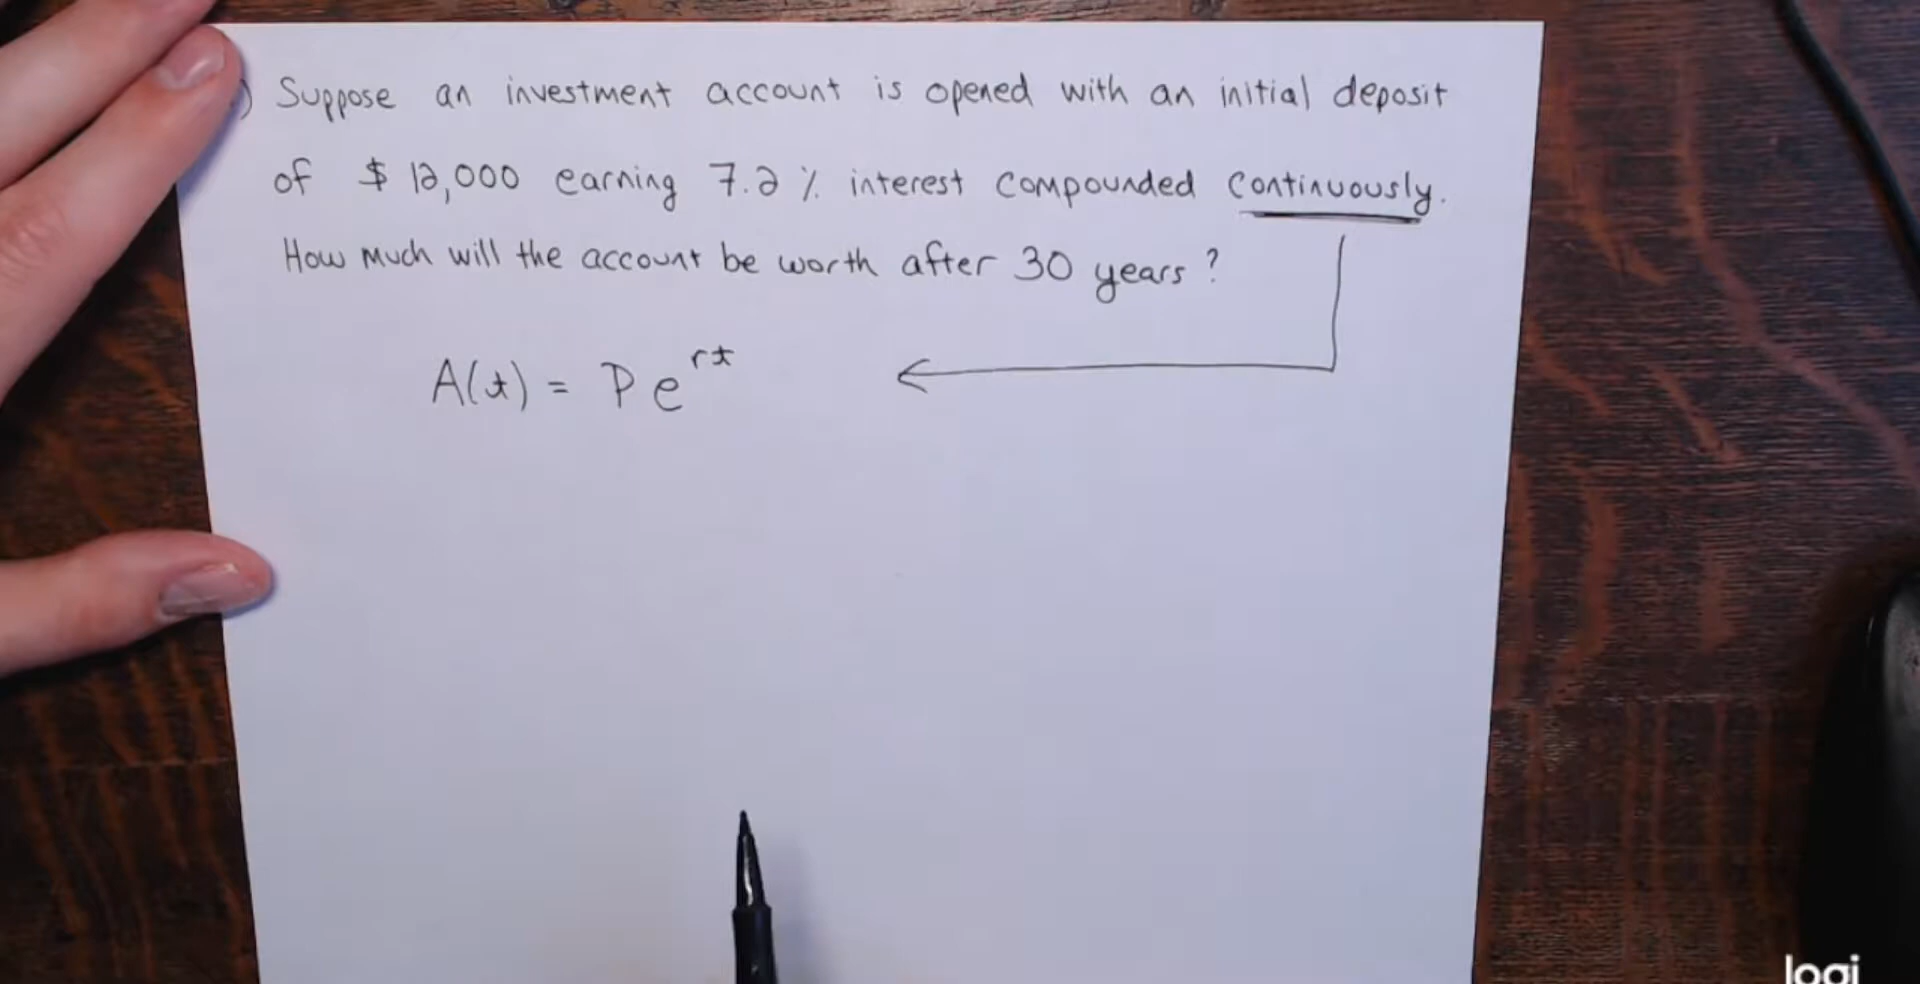 ) Suppose an investment account is opened with an initial deposit
of $ 12,000 earning 7.2 % interest compounded continuously.
How much will the account be worth after 30 years ?
A(t) = P e^{rt}
logi